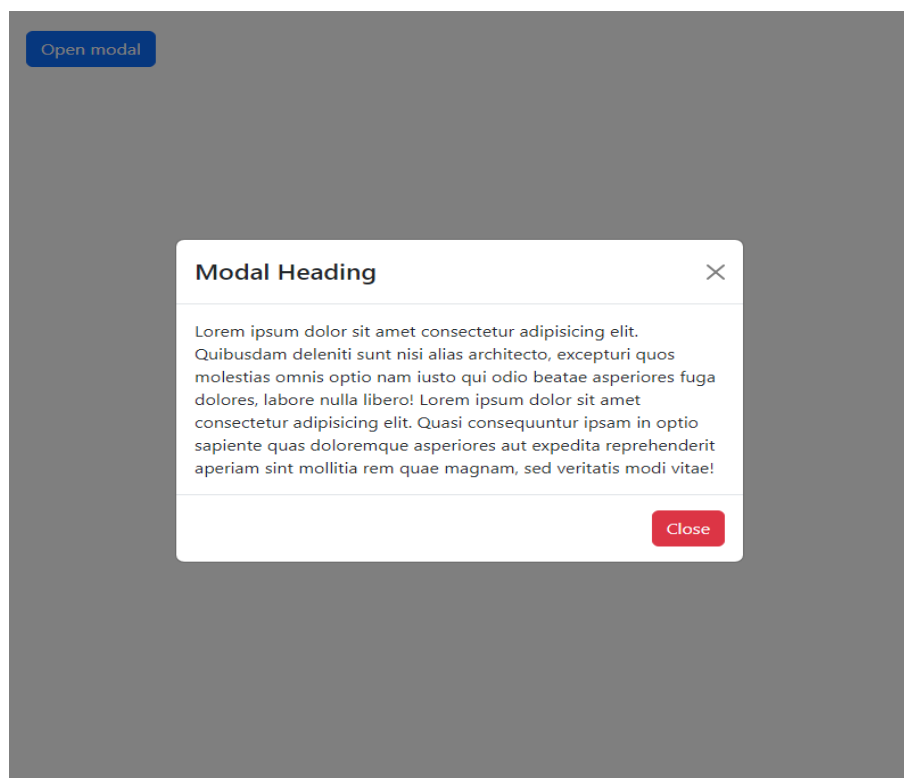 Open modal
Modal Heading
Lorem ipsum dolor sit amet consectetur adipisicing elit.
Quibusdam deleniti sunt nisi alias architecto, excepturi quos
molestias omnis optio nam iusto qui odio beatae asperiores fuga
dolores, labore nulla libero! Lorem ipsum dolor sit amet
consectetur adipisicing elit. Quasi consequuntur ipsam in optio
sapiente quas doloremque asperiores aut expedita reprehenderit
aperiam sint mollitia rem quae magnam, sed veritatis modi vitae!
Close